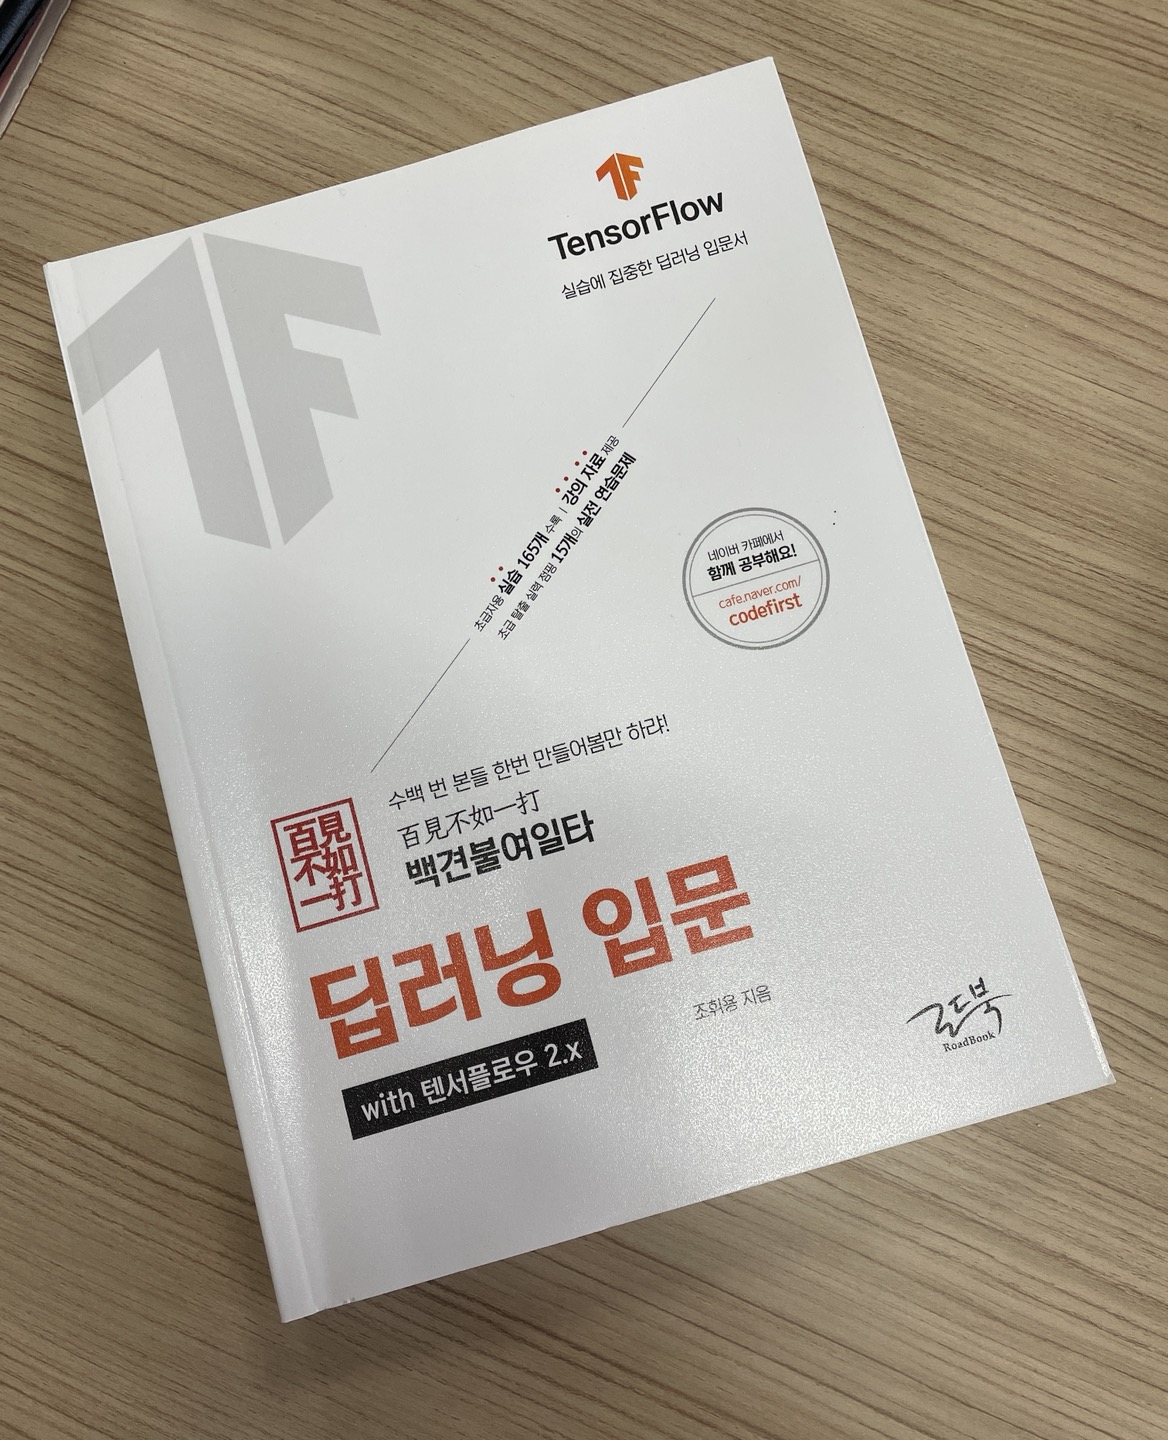 TensorFlow
실습에 집중한 딥러닝 입문서
초급자용 실습 165개 수록 | 강의 자료 제공
초급 탈출 실력 점핑 15개의 실전 연습문제
네이버 카페에서
함께 공부해요!
cafe.naver.com/
codefirst
수백 번 본들 한번 만들어봄만 하랴!
百見不如一打
백견불여일타
百見
不如
一打
딥러닝 입문
with 텐서플로우 2.x
조휘용 지음
로드북
RoadBook